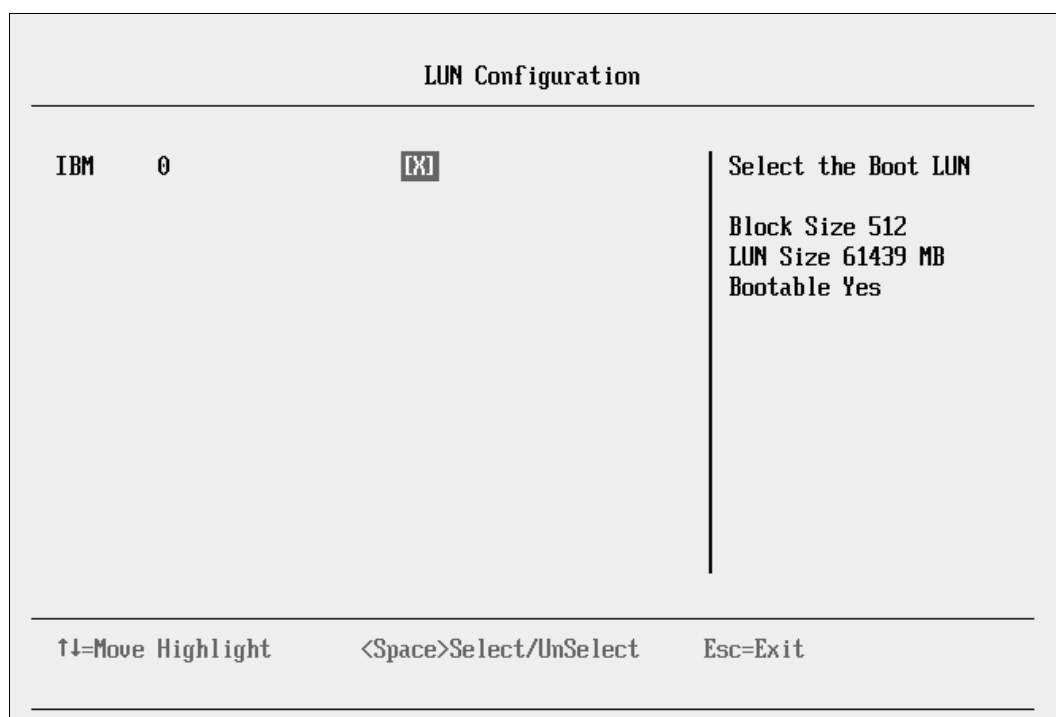 LUN Configuration
IBM 0 [X]
Select the Boot LUN
Block Size 512
LUN Size 61439 MB
Bootable Yes
↑↓=Move Highlight <Space>Select/UnSelect Esc=Exit